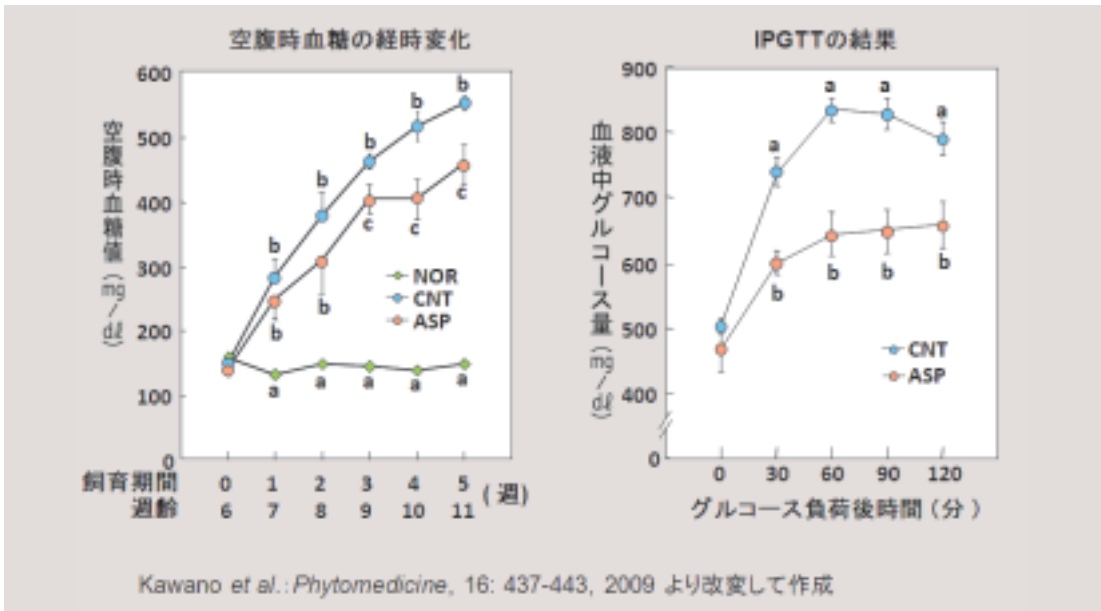 空腹時血糖の経時変化
600
500
400
300
200
100
0
空腹時血糖値(mg/dℓ)
b
b
b
b
b
b
b
c
c
c
a
a
a
a
a
NOR
CNT
ASP
飼育期間 0 1 2 3 4 5 (週)
週齢 6 7 8 9 10 11
IPGTTの結果
900
800
700
600
500
400
0
血液中グルコース量(mg/dℓ)
a
a
a
a
b
b
b
b
CNT
ASP
0 30 60 90 120
グルコース負荷後時間(分)
Kawano et al.:Phytomedicine, 16: 437-443, 2009 より改変して作成